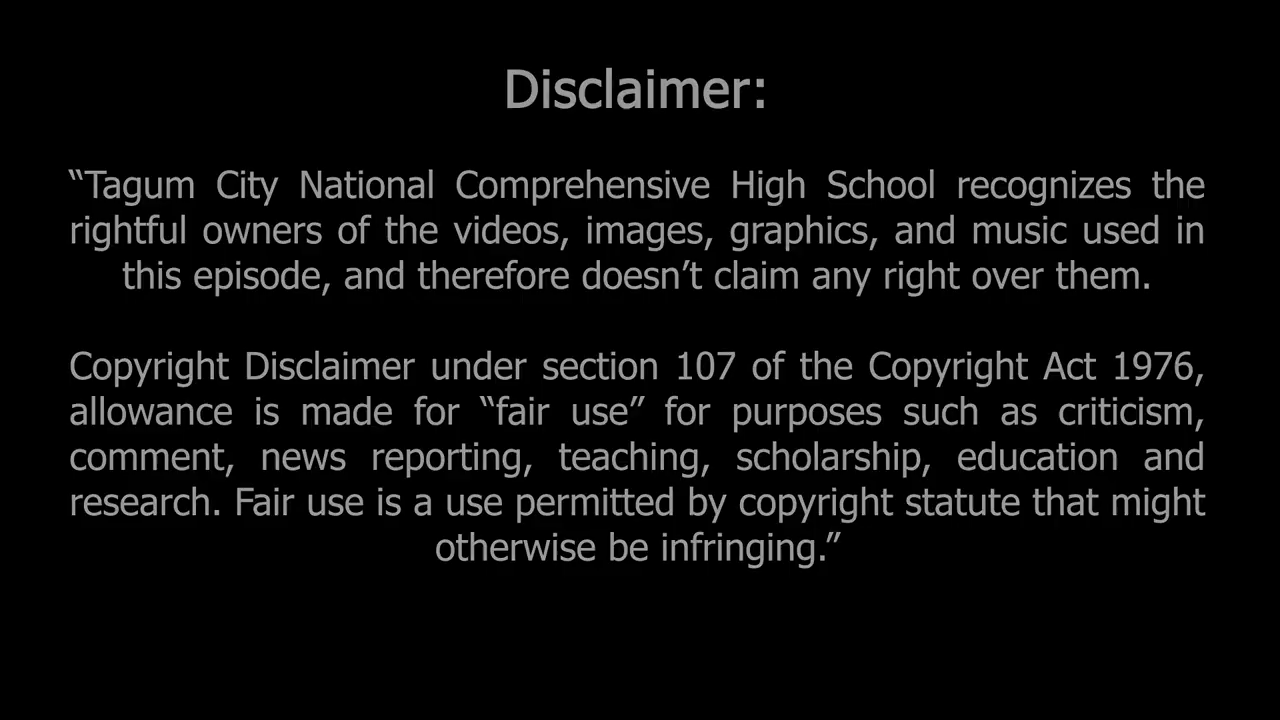 Disclaimer:
“Tagum City National Comprehensive High School recognizes the
rightful owners of the videos, images, graphics, and music used in
this episode, and therefore doesn’t claim any right over them.
Copyright Disclaimer under section 107 of the Copyright Act 1976,
allowance is made for “fair use” for purposes such as criticism,
comment, news reporting, teaching, scholarship, education and
research. Fair use is a use permitted by copyright statute that might
otherwise be infringing.”